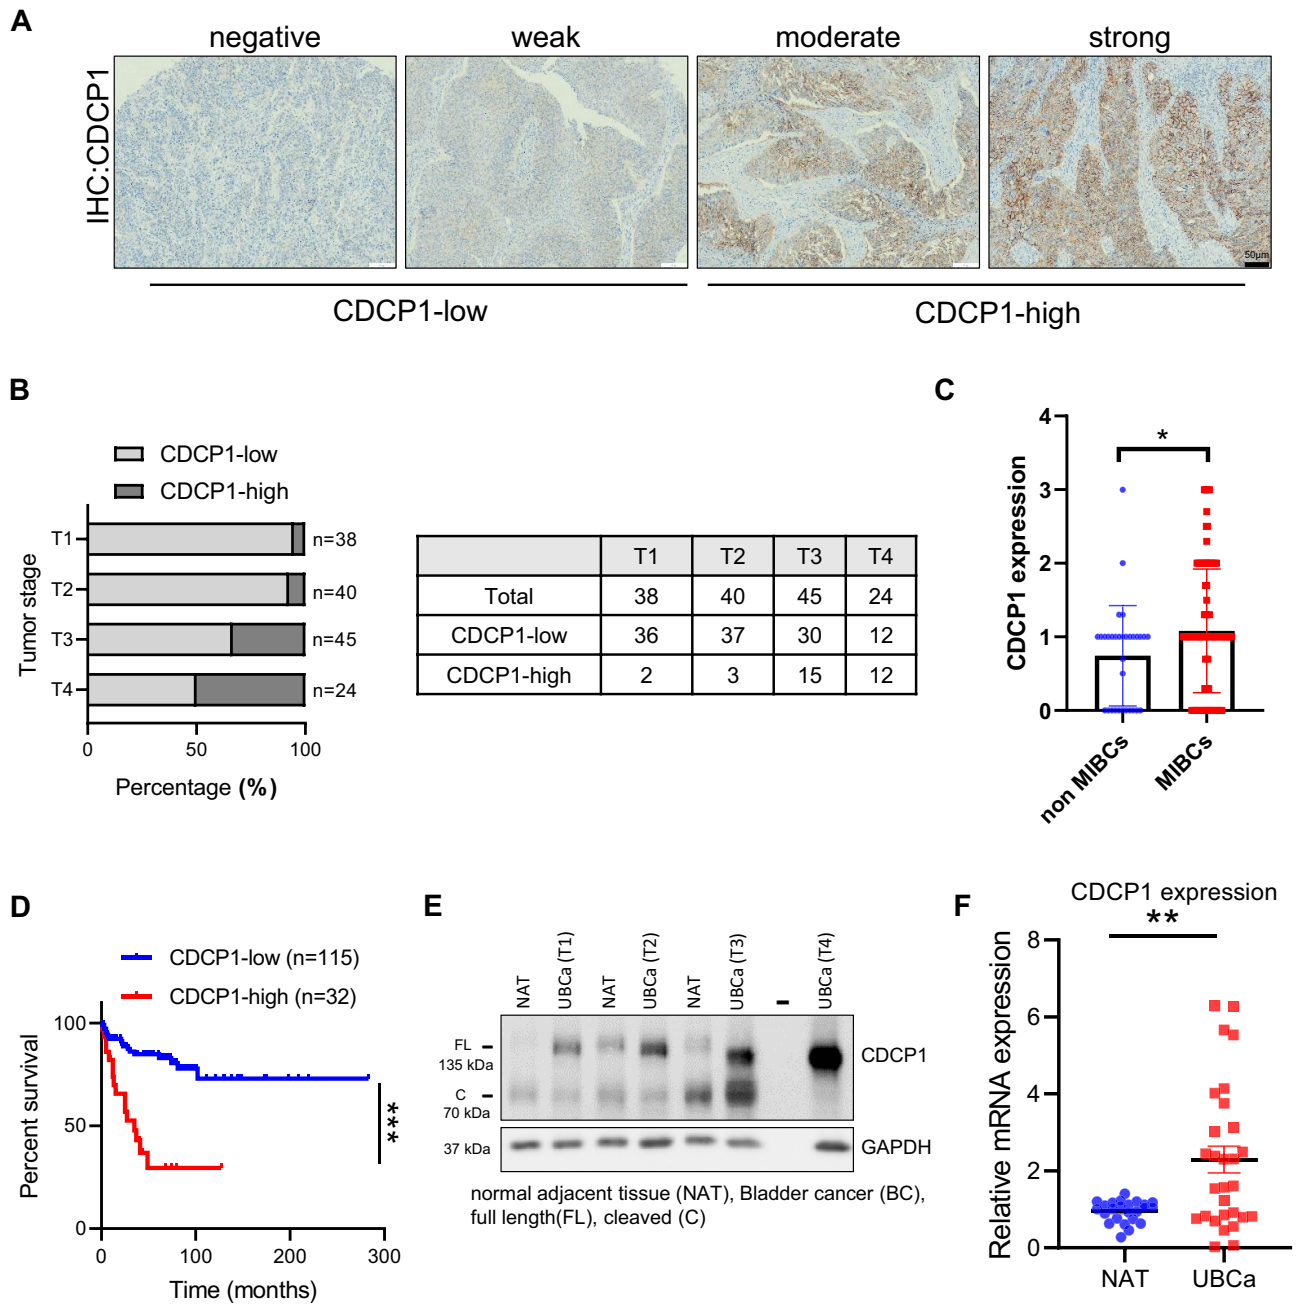 A
negative weak moderate strong
IHC:CDCP1
50μm
CDCP1-low CDCP1-high
B
CDCP1-low
CDCP1-high
Tumor stage
T1 n=38
T2 n=40
T3 n=45
T4 n=24
0 50 100
Percentage (%)
T1 T2 T3 T4
Total 38 40 45 24
CDCP1-low 36 37 30 12
CDCP1-high 2 3 15 12
C
CDCP1 expression
4
3
2
1
0
*
non MIBCs MIBCs
D
CDCP1-low (n=115)
CDCP1-high (n=32)
Percent survival
100
50
0
***
0 100 200 300
Time (months)
E
NAT UBCa (T1) NAT UBCa (T2) NAT UBCa (T3) - UBCa (T4)
FL
135 kDa
C
70 kDa
37 kDa
CDCP1
GAPDH
normal adjacent tissue (NAT), Bladder cancer (BC),
full length(FL), cleaved (C)
F
CDCP1 expression
**
Relative mRNA expression
8
6
4
2
0
NAT UBCa